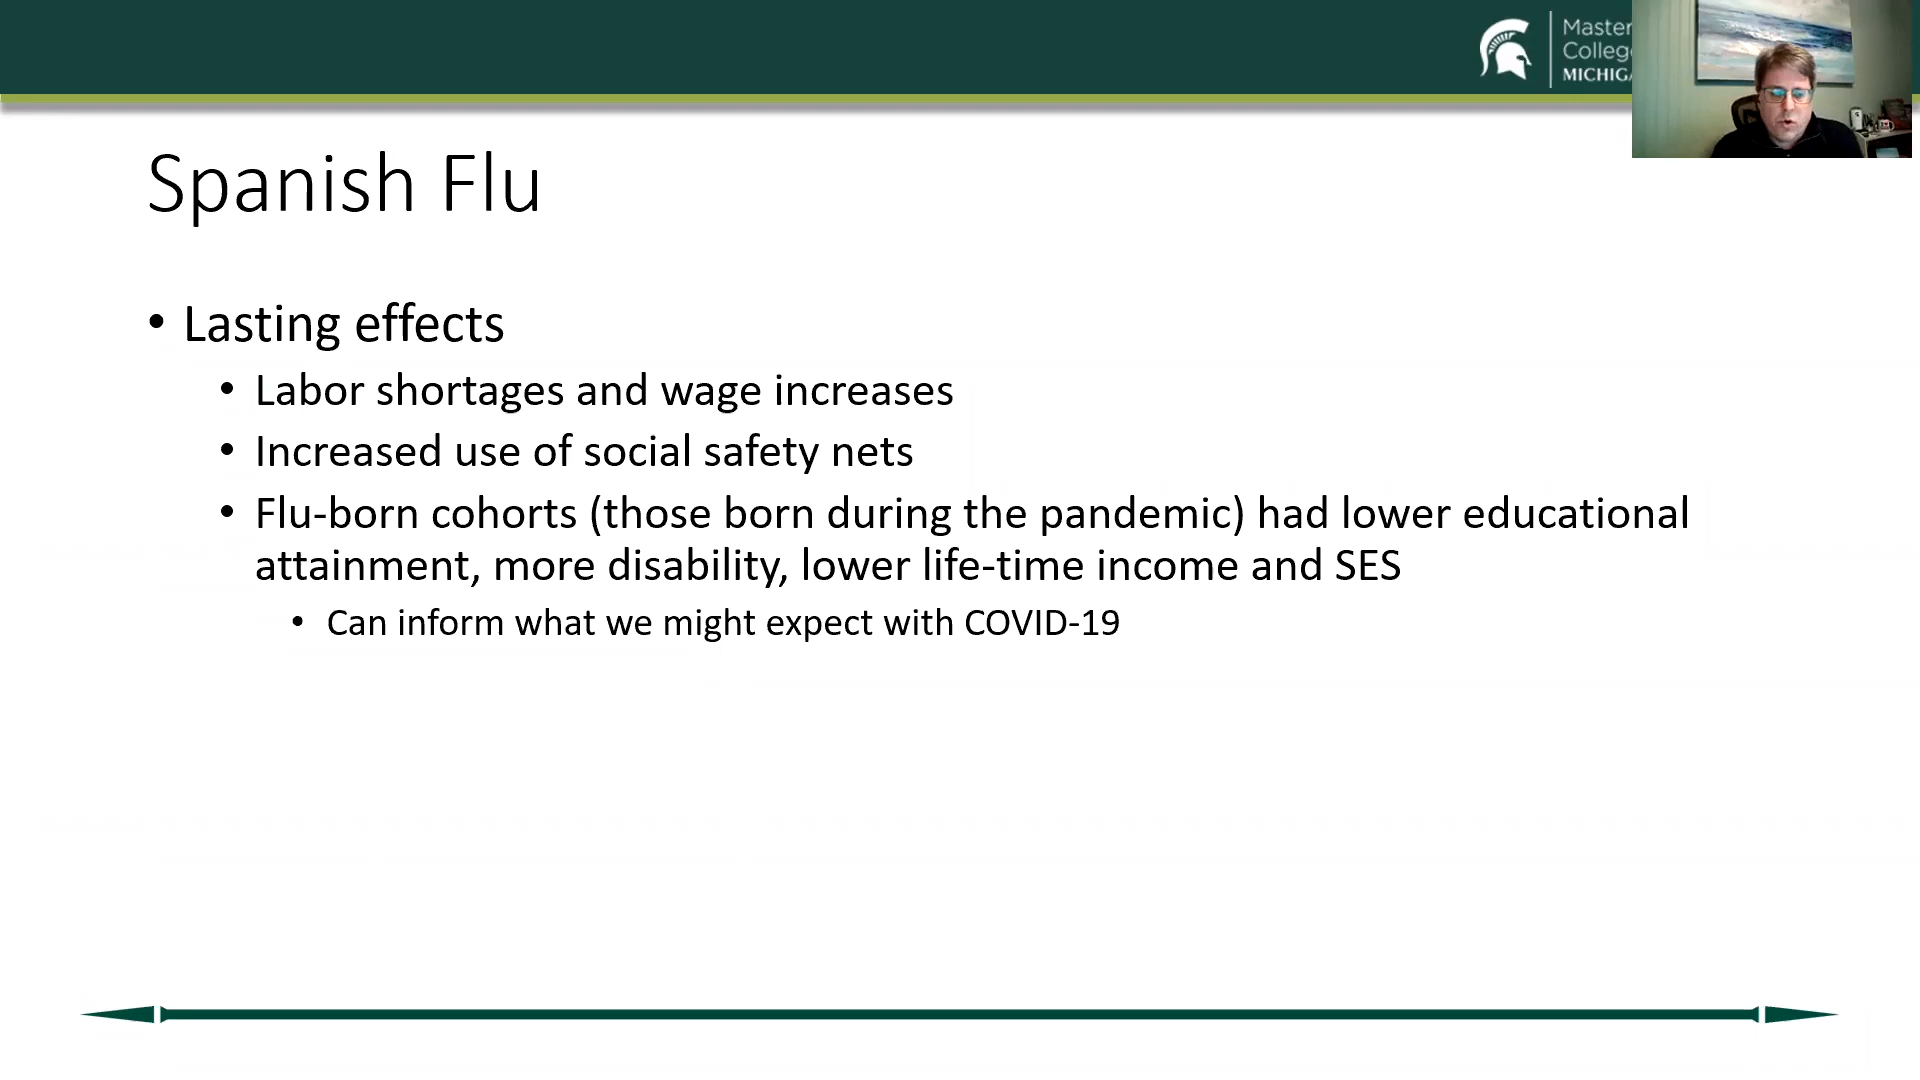 Master
College
MICHIGA
Spanish Flu
• Lasting effects
• Labor shortages and wage increases
• Increased use of social safety nets
• Flu-born cohorts (those born during the pandemic) had lower educational
attainment, more disability, lower life-time income and SES
• Can inform what we might expect with COVID-19